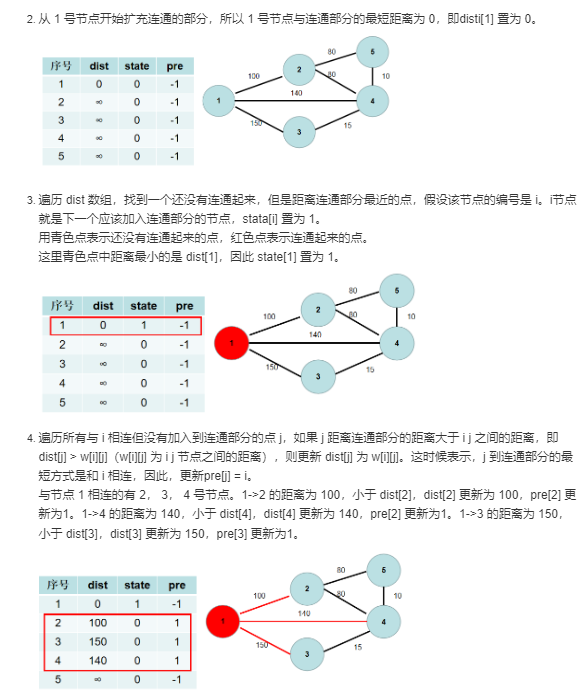 2. 从 1 号节点开始扩充连通的部分，所以 1 号节点与连通部分的最短距离为 0，即disti[1] 置为 0。
序号 dist state pre
1 0 0 -1
2 ∞ 0 -1
3 ∞ 0 -1
4 ∞ 0 -1
5 ∞ 0 -1
80
5
2
100
80
10
140
1
4
150
15
3
3. 遍历 dist 数组，找到一个还没有连通起来，但是距离连通部分最近的点，假设该节点的编号是 i。i节点
就是下一个应该加入连通部分的节点，stata[i] 置为 1。
用青色点表示还没有连通起来的点，红色点表示连通起来的点。
这里青色点中距离最小的是 dist[1]，因此 state[1] 置为 1。
序号 dist state pre
1 0 1 -1
2 ∞ 0 -1
3 ∞ 0 -1
4 ∞ 0 -1
5 ∞ 0 -1
80
5
2
100
80
10
140
1
4
150
15
3
4. 遍历所有与 i 相连但没有加入到连通部分的点 j，如果 j 距离连通部分的距离大于 i j 之间的距离，即
dist[j] > w[i][j]（w[i][j] 为 i j 节点之间的距离），则更新 dist[j] 为 w[i][j]。这时候表示，j 到连通部分的最
短方式是和 i 相连，因此，更新pre[j] = i。
与节点 1 相连的有 2， 3， 4 号节点。1->2 的距离为 100，小于 dist[2]，dist[2] 更新为 100，pre[2] 更
新为1。1->4 的距离为 140，小于 dist[4]，dist[4] 更新为 140，pre[2] 更新为1。1->3 的距离为 150，
小于 dist[3]，dist[3] 更新为 150，pre[3] 更新为1。
序号 dist state pre
1 0 1 -1
2 100 0 1
3 150 0 1
4 140 0 1
5 ∞ 0 -1
80
5
2
100
80
10
140
1
4
150
15
3